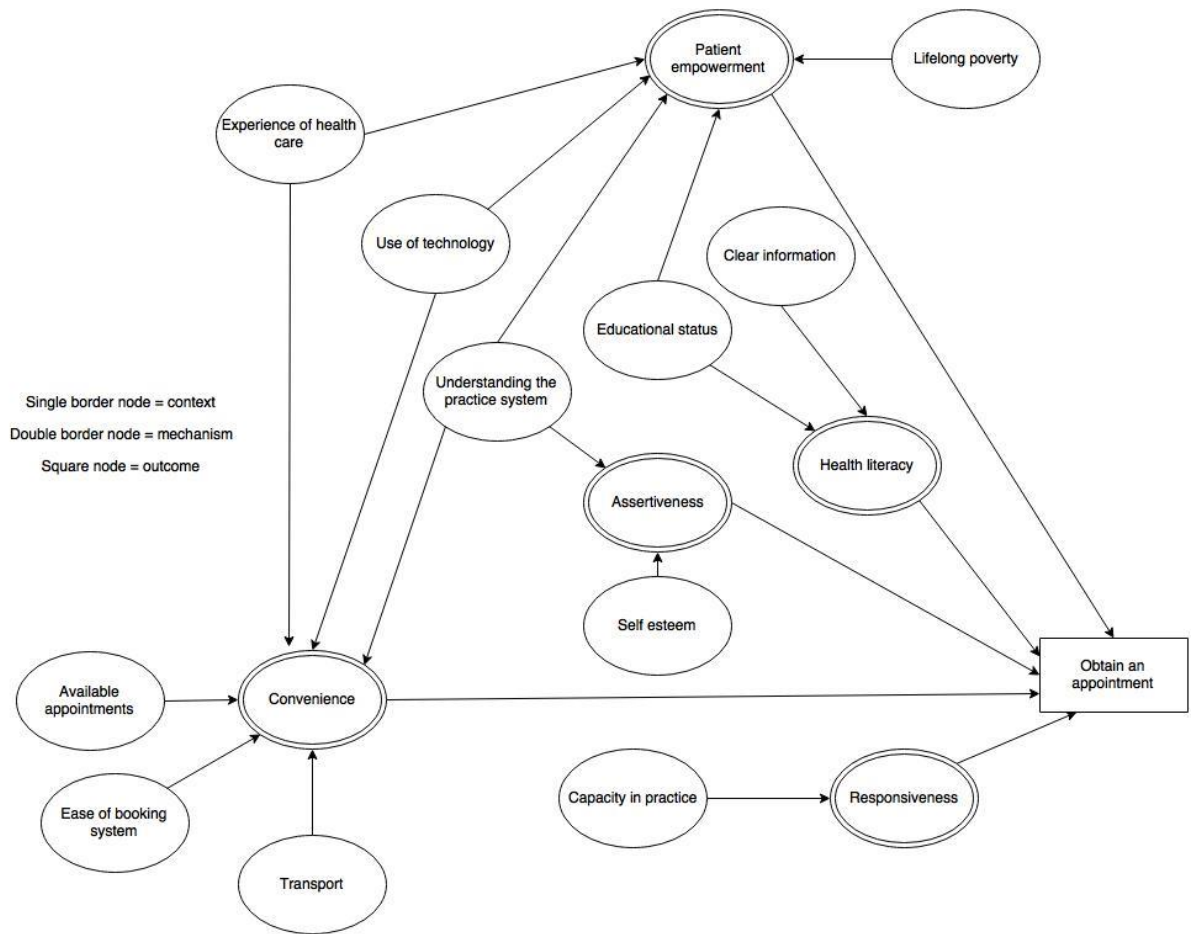 Patient
empowerment
Lifelong poverty
Experience of health
care
Use of technology
Clear information
Educational status
Understanding the
practice system
Single border node = context
Double border node = mechanism
Square node = outcome
Health literacy
Assertiveness
Self esteem
Obtain an
appointment
Available
appointments
Convenience
Capacity in practice
Responsiveness
Ease of booking
system
Transport